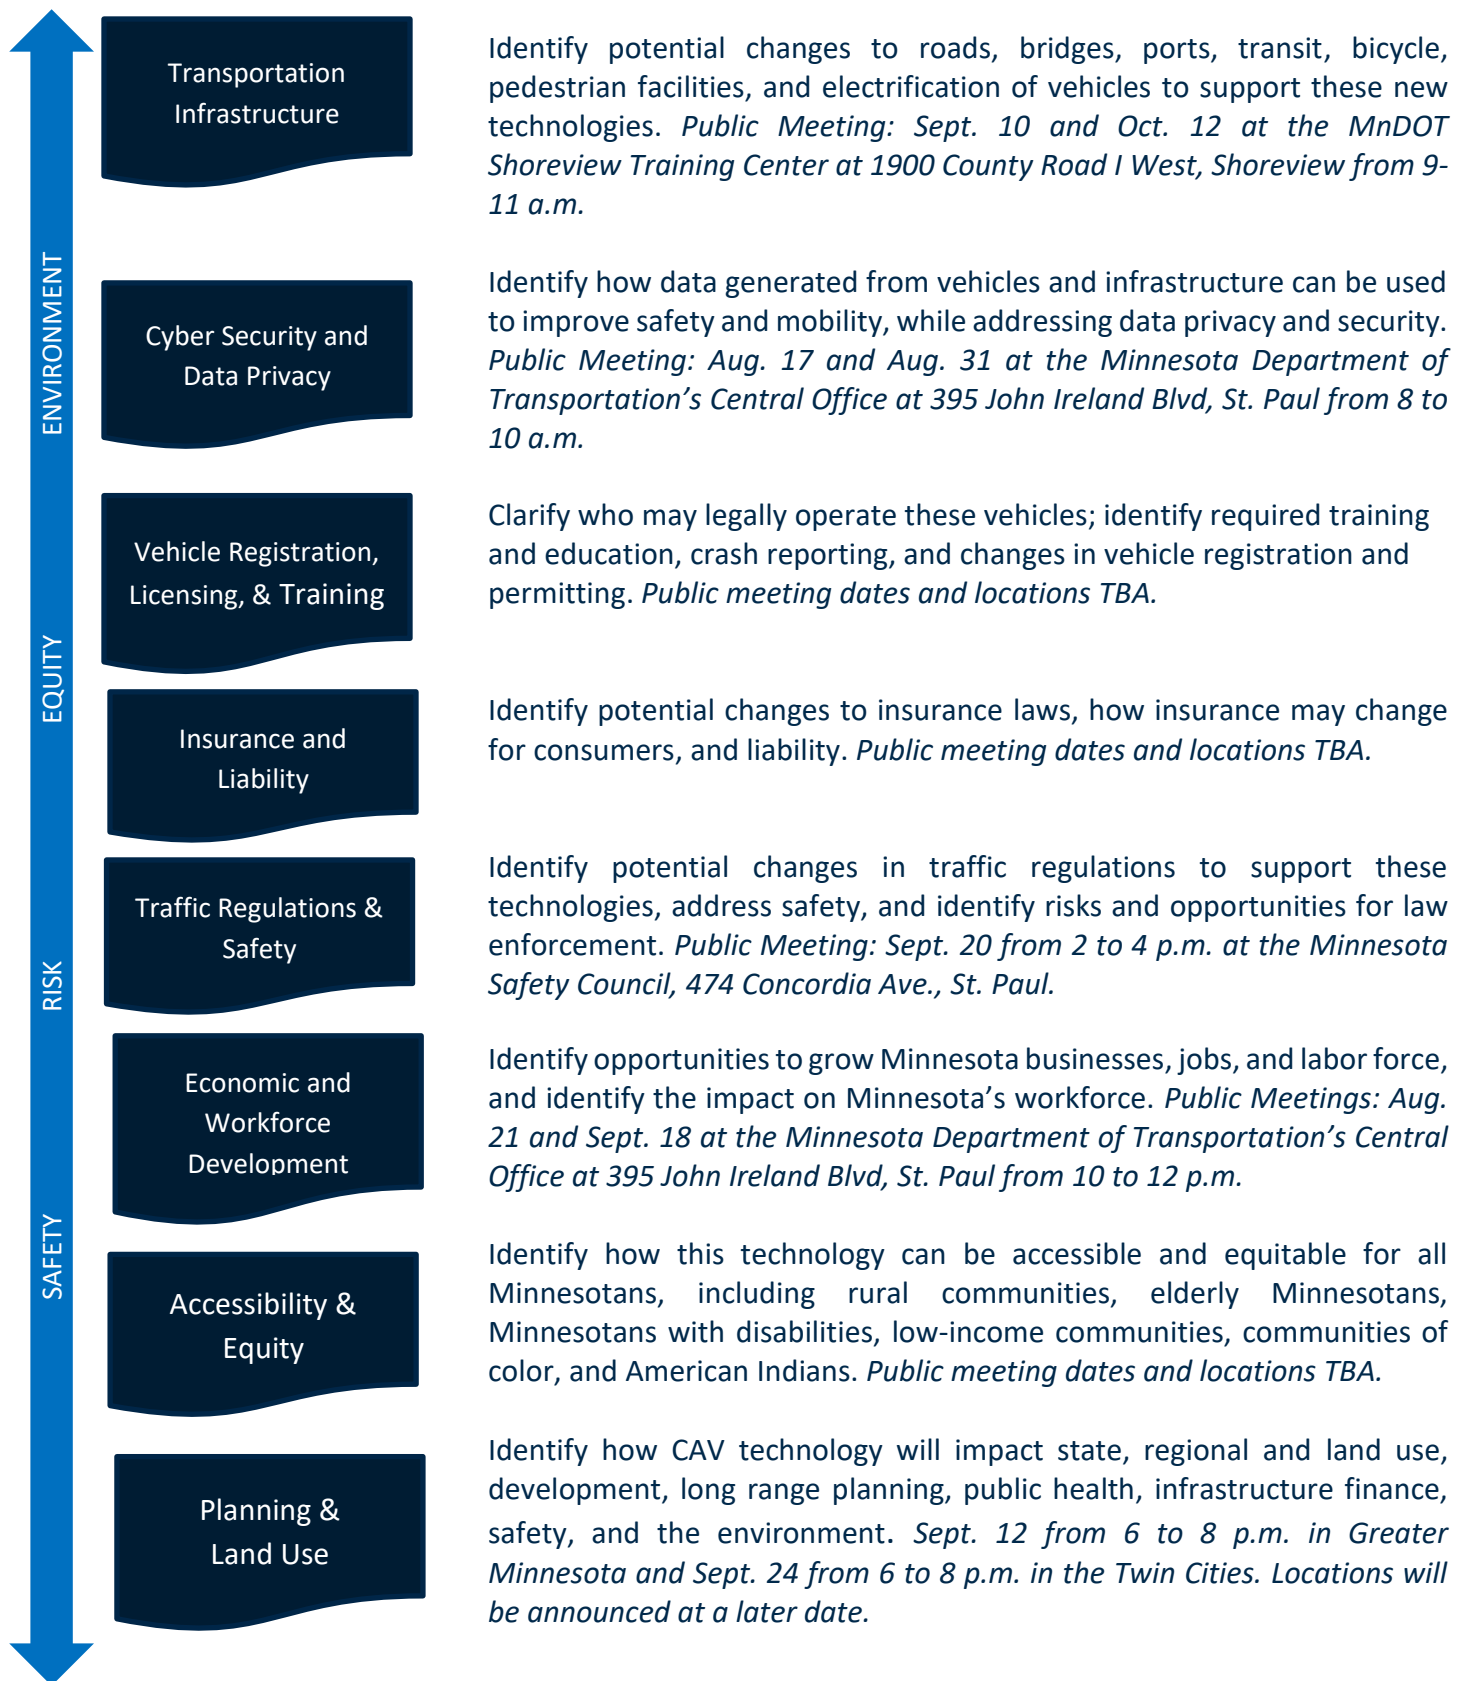 Transportation
Infrastructure
Identify potential changes to roads, bridges, ports, transit, bicycle,
pedestrian facilities, and electrification of vehicles to support these new
technologies. Public Meeting: Sept. 10 and Oct. 12 at the MnDOT
Shoreview Training Center at 1900 County Road I West, Shoreview from 9-
11 a.m.
ENVIRONMENT
Cyber Security and
Data Privacy
Identify how data generated from vehicles and infrastructure can be used
to improve safety and mobility, while addressing data privacy and security.
Public Meeting: Aug. 17 and Aug. 31 at the Minnesota Department of
Transportation’s Central Office at 395 John Ireland Blvd, St. Paul from 8 to
10 a.m.
Vehicle Registration,
Licensing, & Training
Clarify who may legally operate these vehicles; identify required training
and education, crash reporting, and changes in vehicle registration and
permitting. Public meeting dates and locations TBA.
EQUITY
Insurance and
Liability
Identify potential changes to insurance laws, how insurance may change
for consumers, and liability. Public meeting dates and locations TBA.
Traffic Regulations &
Safety
Identify potential changes in traffic regulations to support these
technologies, address safety, and identify risks and opportunities for law
enforcement. Public Meeting: Sept. 20 from 2 to 4 p.m. at the Minnesota
Safety Council, 474 Concordia Ave., St. Paul.
RISK
Economic and
Workforce
Development
Identify opportunities to grow Minnesota businesses, jobs, and labor force,
and identify the impact on Minnesota’s workforce. Public Meetings: Aug.
21 and Sept. 18 at the Minnesota Department of Transportation’s Central
Office at 395 John Ireland Blvd, St. Paul from 10 to 12 p.m.
SAFETY
Accessibility &
Equity
Identify how this technology can be accessible and equitable for all
Minnesotans, including rural communities, elderly Minnesotans,
Minnesotans with disabilities, low-income communities, communities of
color, and American Indians. Public meeting dates and locations TBA.
Planning &
Land Use
Identify how CAV technology will impact state, regional and land use,
development, long range planning, public health, infrastructure finance,
safety, and the environment. Sept. 12 from 6 to 8 p.m. in Greater
Minnesota and Sept. 24 from 6 to 8 p.m. in the Twin Cities. Locations will
be announced at a later date.